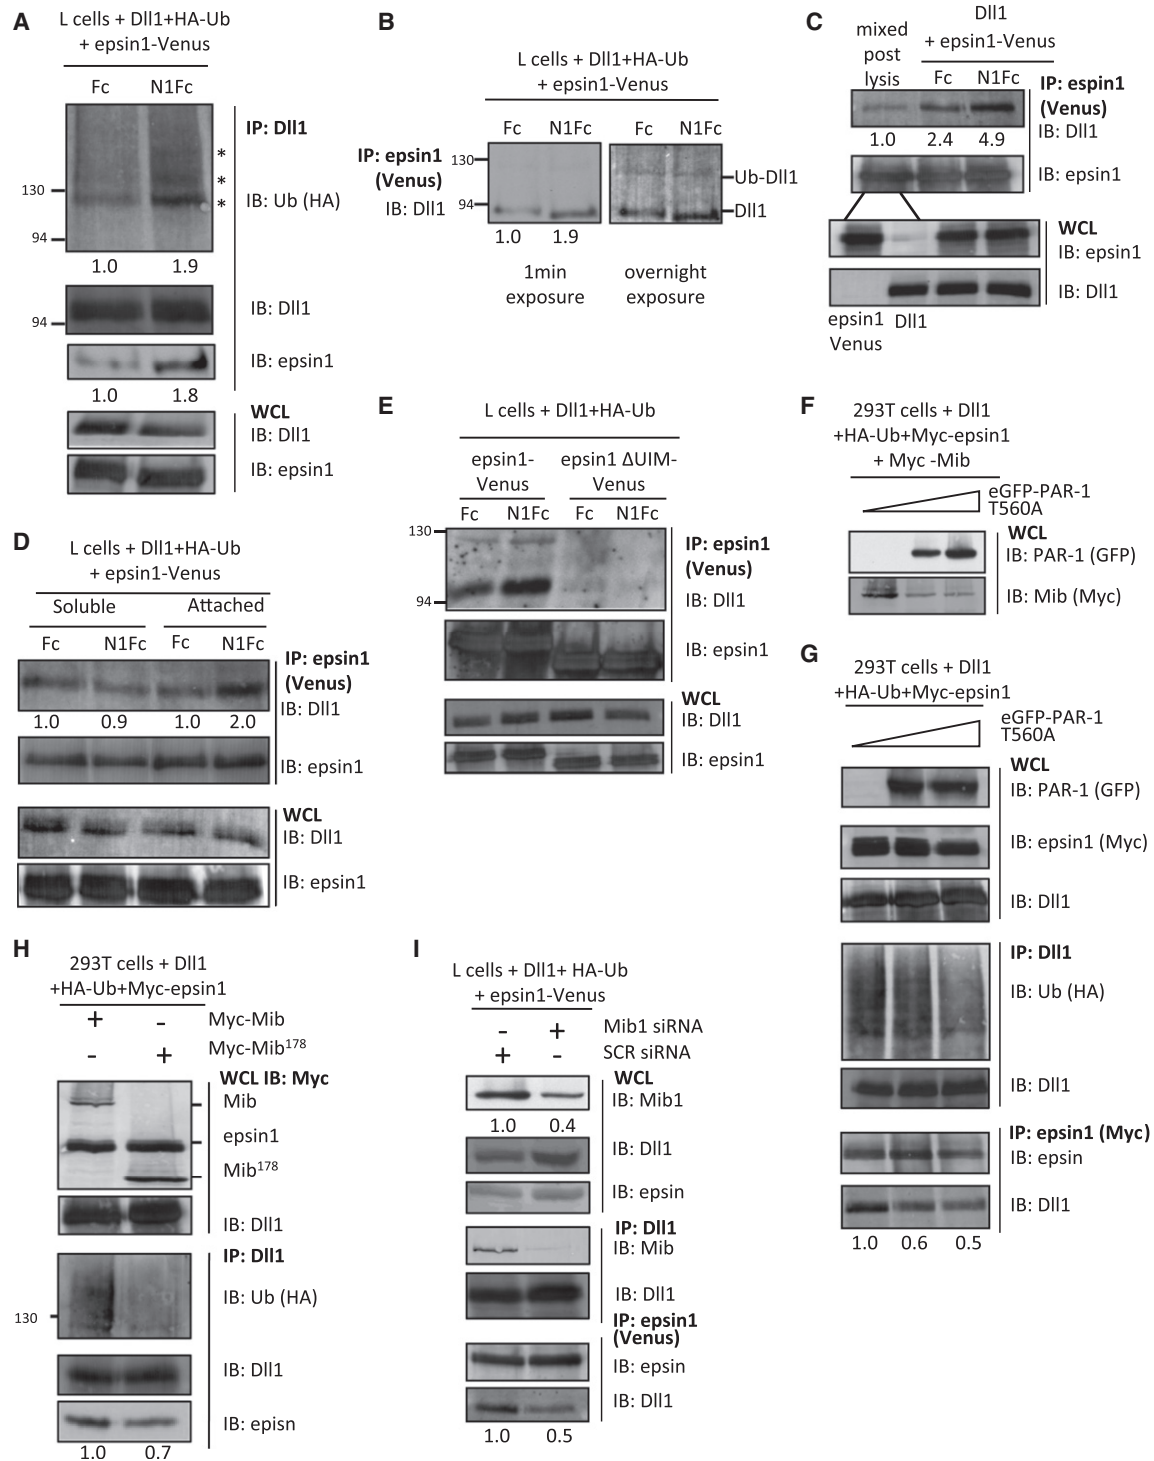 A
L cells + Dll1+HA-Ub
+ epsin1-Venus
Fc N1Fc
IP: Dll1
*
*
130
*
IB: Ub (HA)
94
1.0 1.9
IB: Dll1
94
IB: epsin1
1.0 1.8
WCL
IB: Dll1
IB: epsin1
B
L cells + Dll1+HA-Ub
+ epsin1-Venus
Fc N1Fc Fc N1Fc
IP: epsin1
(Venus)
IB: Dll1
130
94
Ub-Dll1
Dll1
1.0 1.9
1min
exposure
overnight
exposure
C
mixed
post
lysis
Dll1
+ epsin1-Venus
Fc N1Fc
IP: espin1
(Venus)
IB: Dll1
1.0 2.4 4.9
IB: epsin1
WCL
IB: epsin1
IB: Dll1
epsin1
Venus
Dll1
D
L cells + Dll1+HA-Ub
+ epsin1-Venus
Soluble Attached
Fc N1Fc Fc N1Fc
IP: epsin1
(Venus)
IB: Dll1
1.0 0.9 1.0 2.0
IB: epsin1
WCL
IB: Dll1
IB: epsin1
E
L cells + Dll1+HA-Ub
epsin1-
Venus
epsin1 ΔUIM-
Venus
Fc N1Fc Fc N1Fc
130
94
IP: epsin1
(Venus)
IB: Dll1
IB: epsin1
WCL
IB: Dll1
IB: epsin1
F
293T cells + Dll1
+HA-Ub+Myc-epsin1
+ Myc -Mib
eGFP-PAR-1
T560A
WCL
IB: PAR-1 (GFP)
IB: Mib (Myc)
G
293T cells + Dll1
+HA-Ub+Myc-epsin1
eGFP-PAR-1
T560A
WCL
IB: PAR-1 (GFP)
IB: epsin1 (Myc)
IB: Dll1
IP: Dll1
IB: Ub (HA)
IB: Dll1
IP: epsin1 (Myc)
IB: epsin
IB: Dll1
1.0 0.6 0.5
H
293T cells + Dll1
+HA-Ub+Myc-epsin1
+ - Myc-Mib
- + Myc-Mib178
WCL IB: Myc
Mib
epsin1
Mib178
IB: Dll1
IP: Dll1
IB: Ub (HA)
130
IB: Dll1
IB: episn
1.0 0.7
I
L cells + Dll1+ HA-Ub
+ epsin1-Venus
- + Mib1 siRNA
+ - SCR siRNA
WCL
IB: Mib1
1.0 0.4
IB: Dll1
IB: epsin
IP: Dll1
IB: Mib
IB: Dll1
IP: epsin1
(Venus)
IB: epsin
IB: Dll1
1.0 0.5